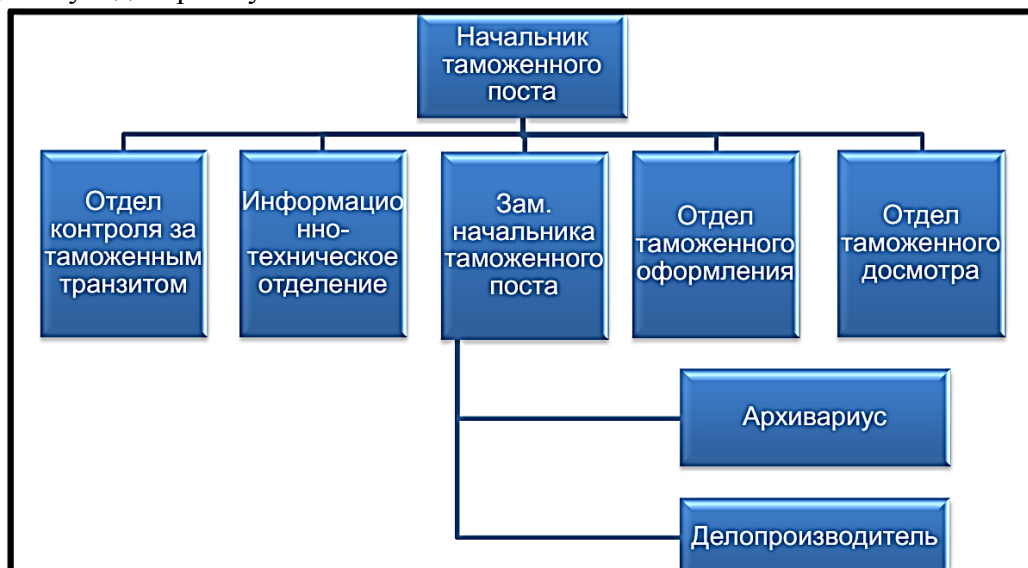 Начальник
таможенного
поста
Отдел
контроля за
таможенным
транзитом
Информацио
нно-
техническое
отделение
Зам.
начальника
таможенного
поста
Отдел
таможенного
оформления
Отдел
таможенного
досмотра
Архивариус
Делопроизводитель